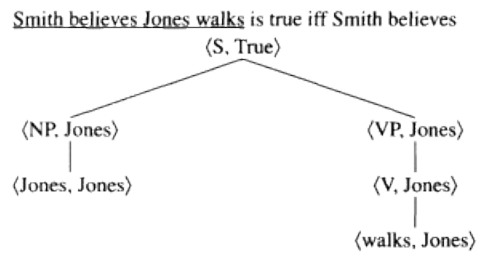 Smith believes Jones walks is true iff Smith believes
⟨S, True⟩
⟨NP, Jones⟩ ⟨VP, Jones⟩
⟨Jones, Jones⟩ ⟨V, Jones⟩
⟨walks, Jones⟩